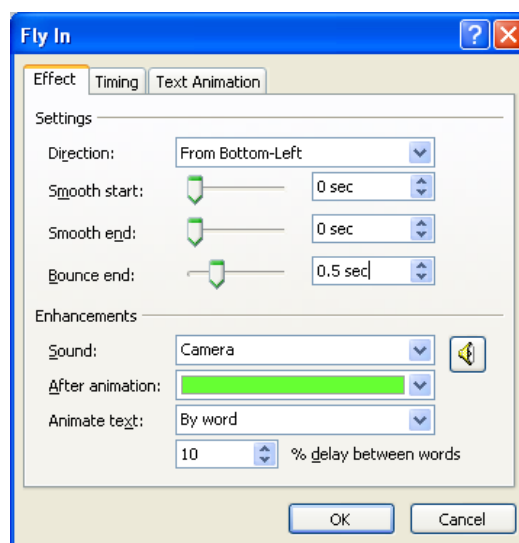 Fly In
Effect Timing Text Animation
Settings
Direction: From Bottom-Left
Smooth start: 0 sec
Smooth end: 0 sec
Bounce end: 0.5 sec
Enhancements
Sound: Camera
After animation:
Animate text: By word
10 % delay between words
OK Cancel